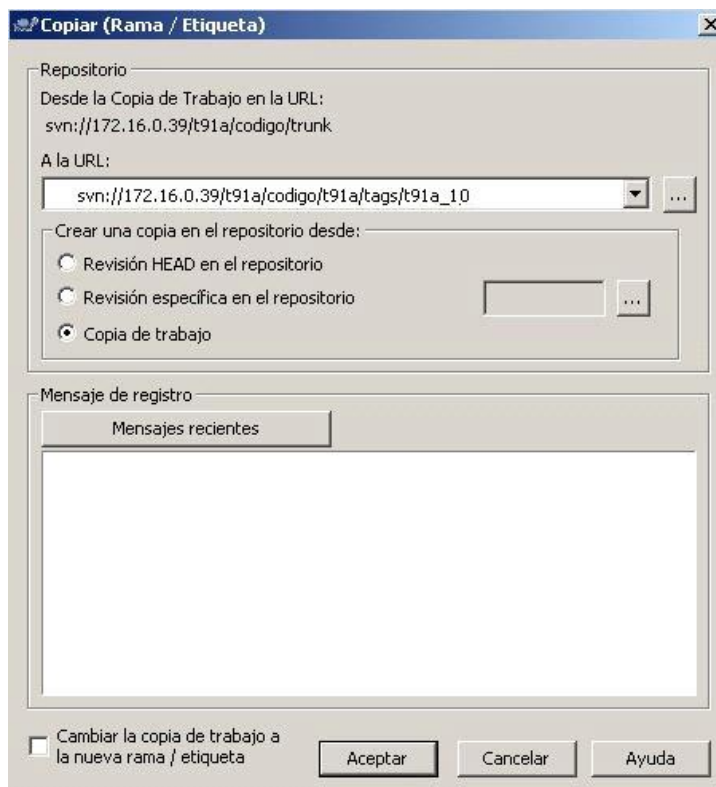 Copiar (Rama / Etiqueta)
Repositorio
Desde la Copia de Trabajo en la URL:
svn://172.16.0.39/t91a/codigo/trunk
A la URL:
svn://172.16.0.39/t91a/codigo/t91a/tags/t91a_10
...
Crear una copia en el repositorio desde:
Revisión HEAD en el repositorio
Revisión específica en el repositorio
...
Copia de trabajo
Mensaje de registro
Mensajes recientes
Cambiar la copia de trabajo a
la nueva rama / etiqueta
Aceptar
Cancelar
Ayuda